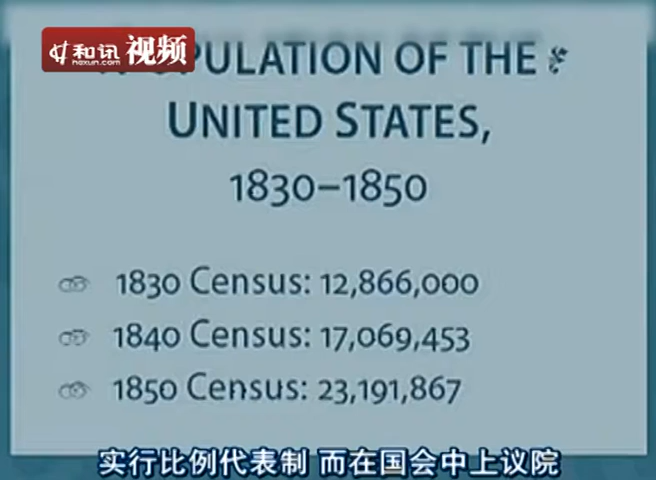 和讯 视频
hexun.com
POPULATION OF THE
UNITED STATES,
1830–1850
1830 Census: 12,866,000
1840 Census: 17,069,453
1850 Census: 23,191,867
实行比例代表制 而在国会中上议院